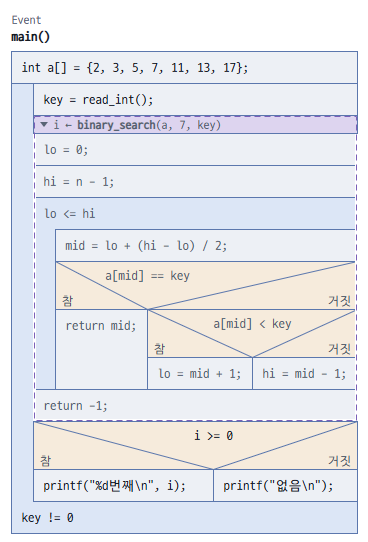 Event
main()
int a[] = {2, 3, 5, 7, 11, 13, 17};
key = read_int();
▼ i ← binary_search(a, 7, key)
lo = 0;
hi = n - 1;
lo <= hi
mid = lo + (hi - lo) / 2;
a[mid] == key
참 거짓
return mid;
a[mid] < key
참 거짓
lo = mid + 1; hi = mid - 1;
return -1;
i >= 0
참 거짓
printf("%d번째\n", i); printf("없음\n");
key != 0